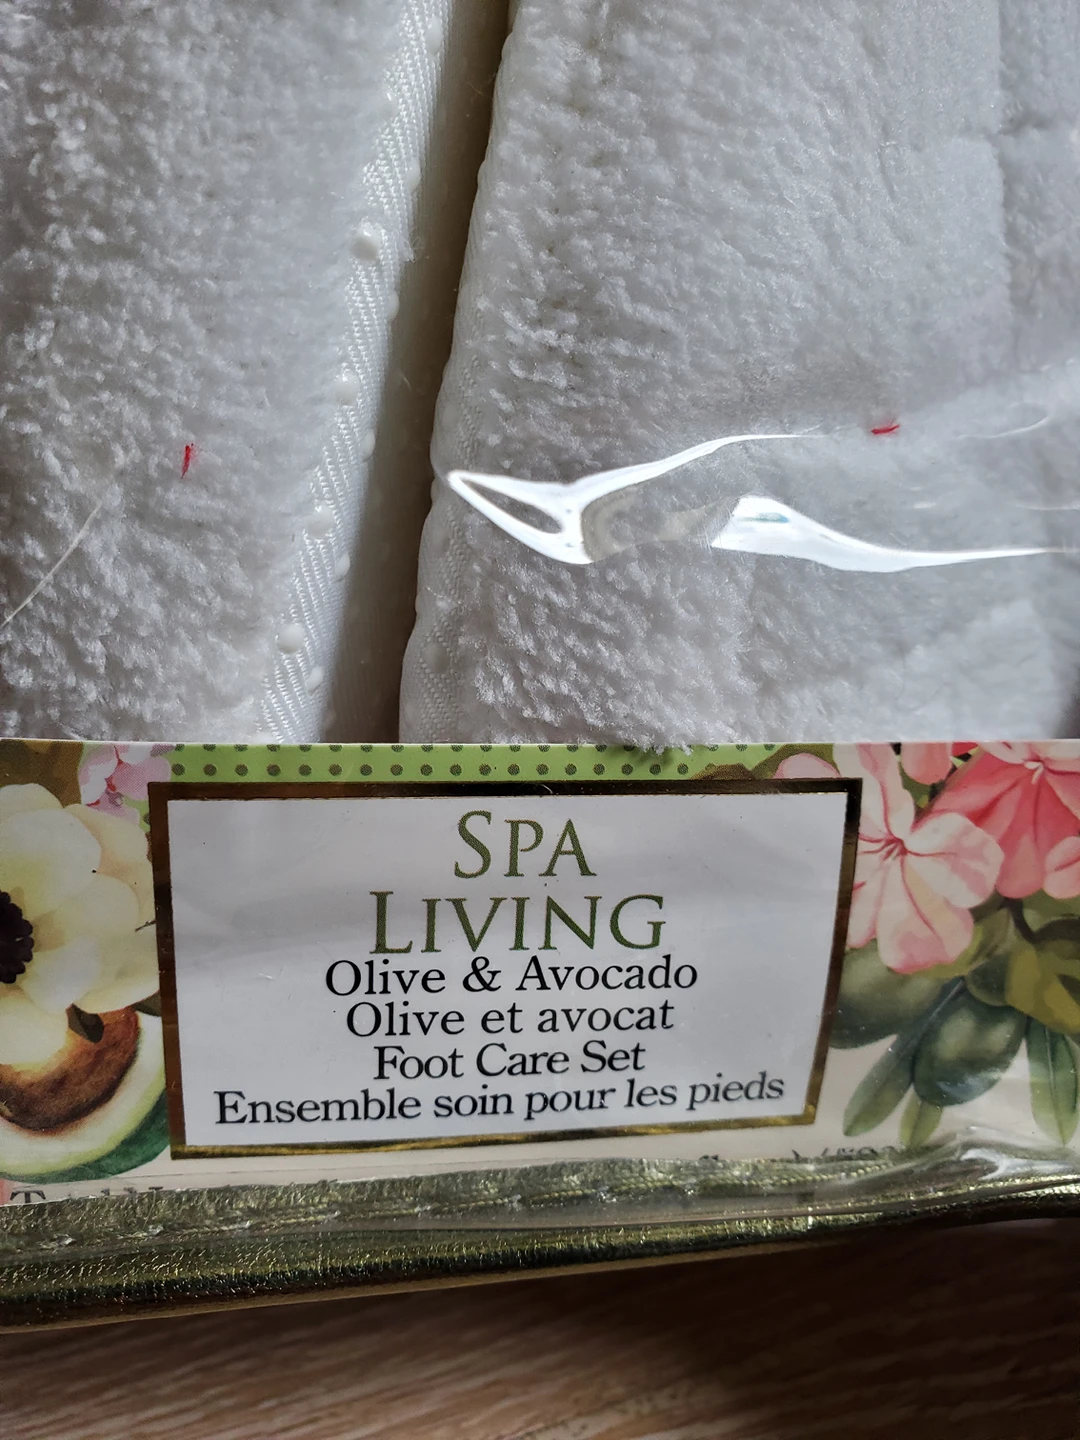 SPA
LIVING
Olive & Avocado
Olive et avocat
Foot Care Set
Ensemble soin pour les pieds